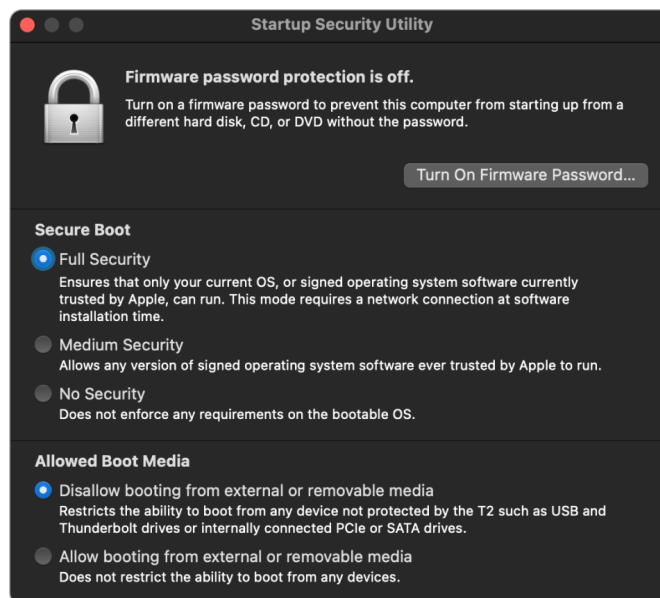 Startup Security Utility
Firmware password protection is off.
Turn on a firmware password to prevent this computer from starting up from a
different hard disk, CD, or DVD without the password.
Turn On Firmware Password...
Secure Boot
Full Security
Ensures that only your current OS, or signed operating system software currently
trusted by Apple, can run. This mode requires a network connection at software
installation time.
Medium Security
Allows any version of signed operating system software ever trusted by Apple to run.
No Security
Does not enforce any requirements on the bootable OS.
Allowed Boot Media
Disallow booting from external or removable media
Restricts the ability to boot from any device not protected by the T2 such as USB and
Thunderbolt drives or internally connected PCIe or SATA drives.
Allow booting from external or removable media
Does not restrict the ability to boot from any devices.